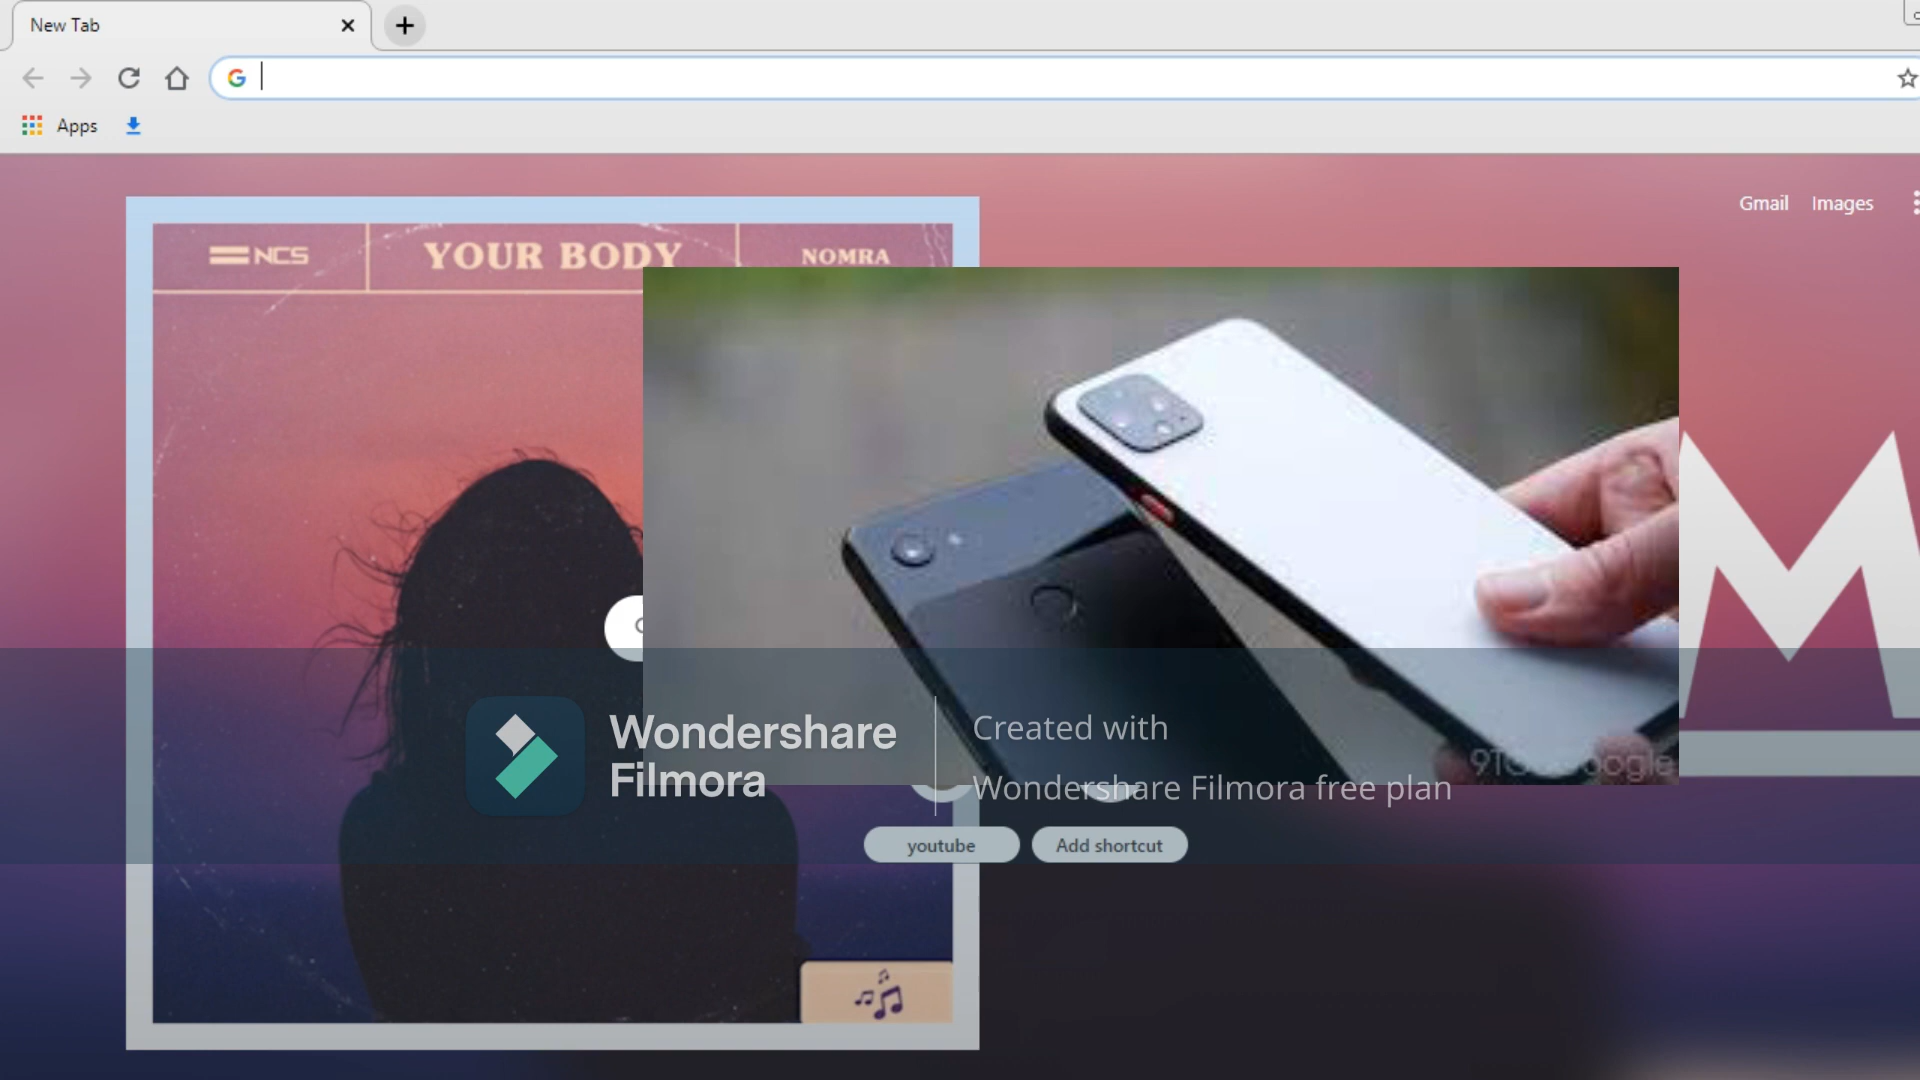 New Tab
Apps
Gmail Images
NCS
YOUR BODY
NOMRA
M
Wondershare
Filmora
Created with
Wondershare Filmora free plan
youtube
Add shortcut